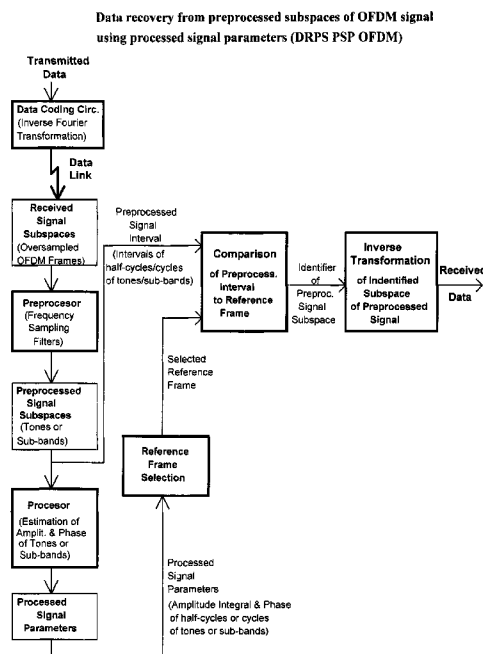 Data recovery from preprocessed subspaces of OFDM signal
using processed signal parameters (DRPS PSP OFDM)
Transmitted
Data
Data Coding Circ.
(Inverse Fourier
Transformation)
Data
Link
Received
Signal
Subspaces
(Oversampled
OFDM Frames)
Preprocesor
(Frequency
Sampling
Filters)
Preprocessed
Signal
Subspaces
(Tones or
Sub-bands)
Procesor
(Estimation of
Amplit. & Phase
of Tones or
Sub-bands)
Processed
Signal
Parameters
Preprocessed
Signal
Interval
(Intervals of
half-cycles/cycles
of tones/sub-bands)
Comparison
of Preprocess.
Interval
to Reference
Frame
Identifier
of
Preproc.
Signal
Subspace
Inverse
Transformation
of Indentified
Subspace
of Preprocessed
Signal
Received
Data
Selected
Reference
Frame
Reference
Frame
Selection
Processed
Signal
Parameters
(Amplitude Integral & Phase
of half-cycles or cycles
of tones or sub-bands)